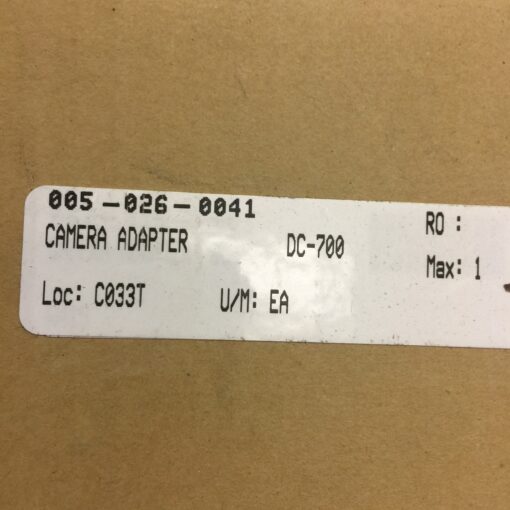 005-026-0041
CAMERA ADAPTER DC-700
RO :
Max: 1
Loc: C033T U/M: EA